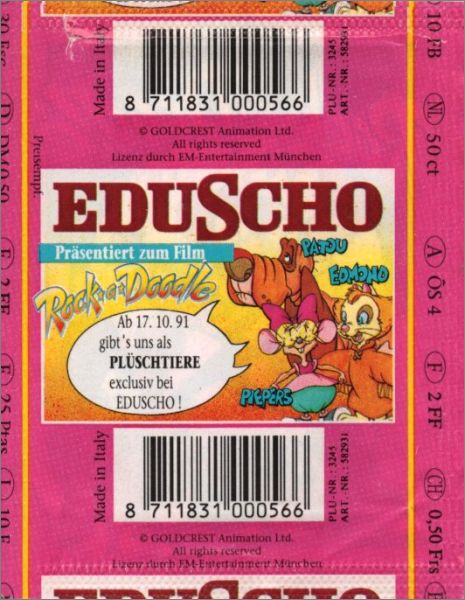 Made in Italy
8 711831 000566
PLU-NR.: 3245
ART.-NR.: 582931
© GOLDCREST Animation Ltd.
All rights reserved
Lizenz durch EM-Entertainment München
EDUSCHO
Präsentiert zum Film
Rock·a·Doodle
PATOU
EDMOND
Ab 17. 10. 91
gibt's uns als
PLÜSCHTIERE
exclusiv bei
EDUSCHO !
PIEPERS
Made in Italy
8 711831 000566
PLU-NR.: 3245
ART.-NR.: 582931
© GOLDCREST Animation Ltd.
All rights reserved
Lizenz durch EM-Entertainment München
EDUSCHO
Preisempf.
D DM 0,50
F 2 FF
E 25 Ptas
10 FB
NL 50 ct
A ÖS 4
F 2 FF
CH 0,50 Frs